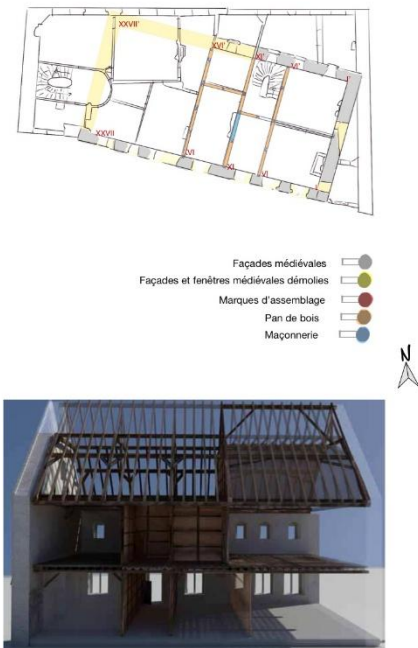 XXVII'
XVI'
XI'
VI'
I'
XXVII
XVI
XI
VI
I
Façades médiévales
Façades et fenêtres médiévales démolies
Marques d'assemblage
Pan de bois
Maçonnerie
N